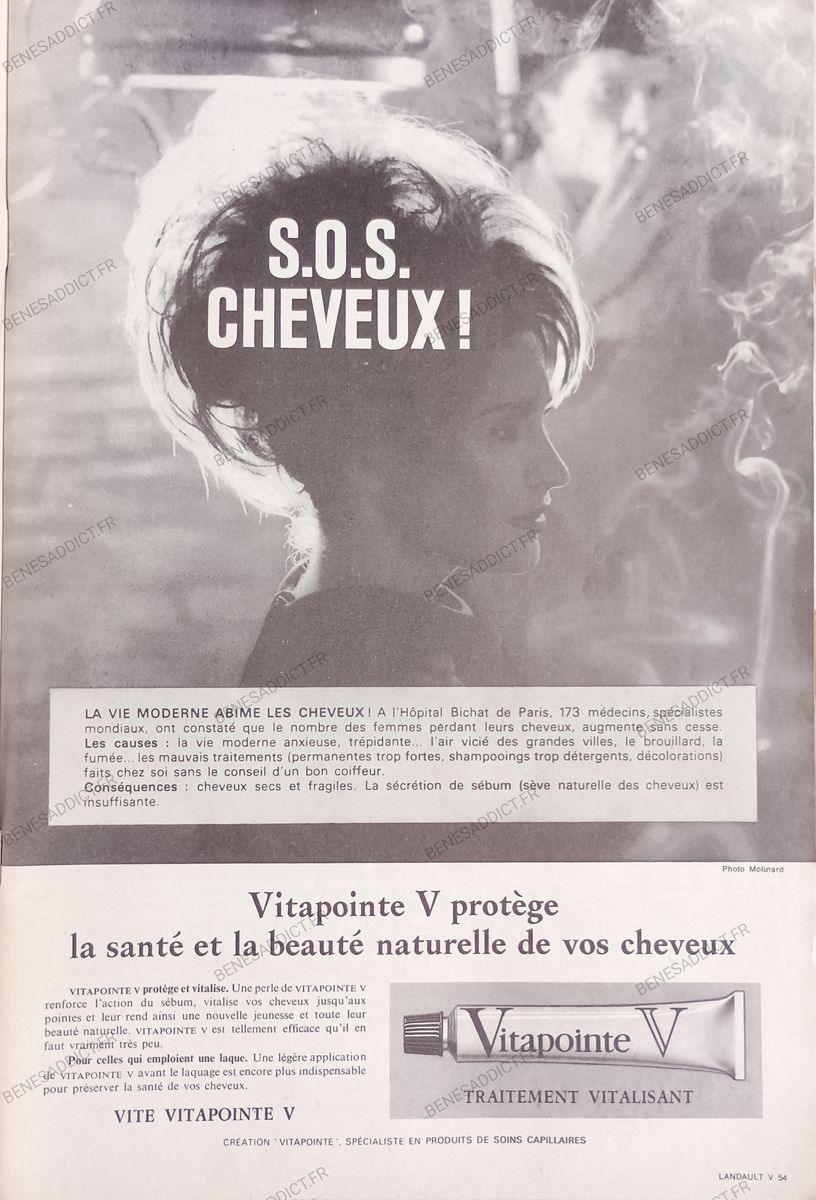 S.O.S.
CHEVEUX !
LA VIE MODERNE ABIME LES CHEVEUX ! A l'Hôpital Bichat de Paris, 173 médecins, spécialistes
mondiaux, ont constaté que le nombre des femmes perdant leurs cheveux, augmente sans cesse.
Les causes : la vie moderne anxieuse, trépidante... l'air vicié des grandes villes, le brouillard, la
fumée... les mauvais traitements (permanentes trop fortes, shampooings trop détergents, décolorations)
faits chez soi sans le conseil d'un bon coiffeur.
Conséquences : cheveux secs et fragiles. La sécrétion de sébum (sève naturelle des cheveux) est
insuffisante.
Photo Molinard
Vitapointe V protège
la santé et la beauté naturelle de vos cheveux
VITAPOINTE V protège et vitalise. Une perle de VITAPOINTE V
renforce l'action du sébum, vitalise vos cheveux jusqu'aux
pointes et leur rend ainsi une nouvelle jeunesse et toute leur
beauté naturelle. VITAPOINTE V est tellement efficace qu'il en
faut vraiment très peu.
Pour celles qui emploient une laque. Une légère application
de VITAPOINTE V avant le laquage est encore plus indispensable
pour préserver la santé de vos cheveux.
VITE VITAPOINTE V
Vitapointe V
TRAITEMENT VITALISANT
CRÉATION ' VITAPOINTE ', SPÉCIALISTE EN PRODUITS DE SOINS CAPILLAIRES
LANDAULT V 54
BENESADDICT.FR